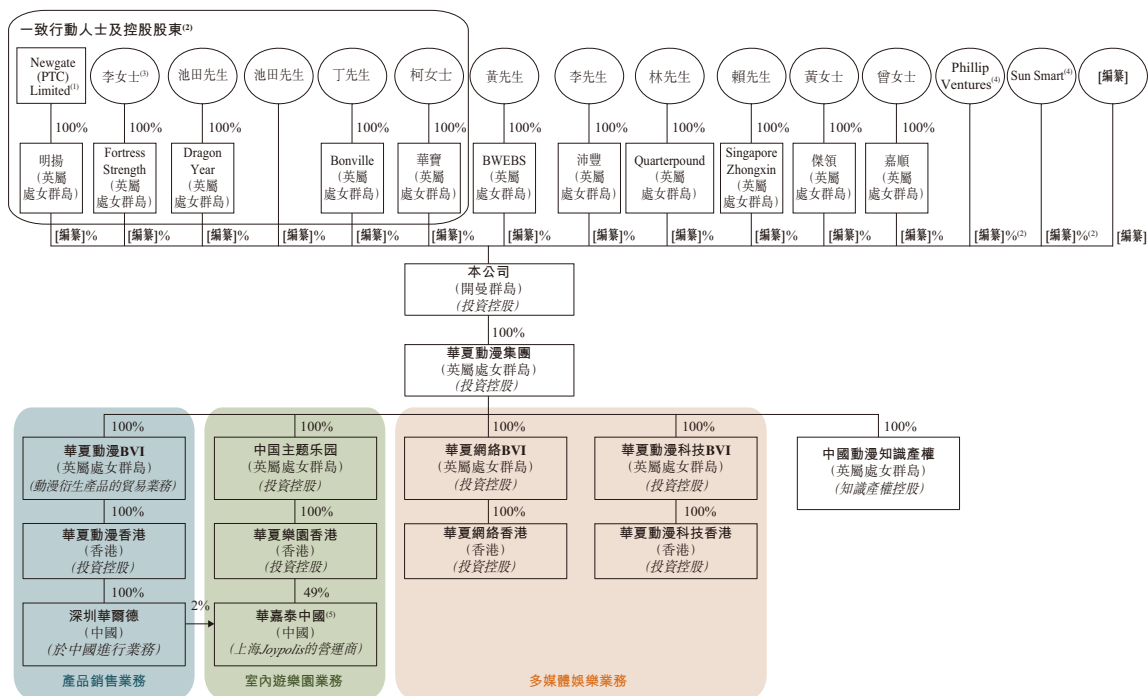 一致行動人士及控股股東(2)
Newgate
(PTC)
Limited(1)
李女士(3)
池田先生
池田先生
丁先生
柯女士
黃先生
李先生
林先生
賴先生
黃女士
曾女士
Phillip
Ventures(4)
Sun Smart(4)
[編纂]
100%
100%
100%
100%
100%
100%
100%
100%
100%
100%
100%
明揚
(英屬
處女群島)
Fortress
Strength
(英屬
處女群島)
Dragon
Year
(英屬
處女群島)
Bonville
(英屬
處女群島)
華寶
(英屬
處女群島)
BWEBS
(英屬
處女群島)
沛豐
(英屬
處女群島)
Quarterpound
(英屬
處女群島)
Singapore
Zhongxin
(英屬
處女群島)
傑領
(英屬
處女群島)
嘉順
(英屬
處女群島)
[編纂]%
[編纂]%
[編纂]%
[編纂]%
[編纂]%
[編纂]%
[編纂]%
[編纂]%
[編纂]%
[編纂]%
[編纂]%
[編纂]%
[編纂]%(2)
[編纂]%(2)
[編纂]
本公司
(開曼群島)
(投資控股)
100%
華夏動漫集團
(英屬處女群島)
(投資控股)
100%
100%
100%
100%
100%
華夏動漫BVI
(英屬處女群島)
(動漫衍生產品的貿易業務)
中国主题乐园
(英屬處女群島)
(投資控股)
華夏網絡BVI
(英屬處女群島)
(投資控股)
華夏動漫科技BVI
(英屬處女群島)
(投資控股)
中國動漫知識產權
(英屬處女群島)
(知識產權控股)
100%
100%
100%
100%
華夏動漫香港
(香港)
(投資控股)
華夏樂園香港
(香港)
(投資控股)
華夏網絡香港
(香港)
(投資控股)
華夏動漫科技香港
(香港)
(投資控股)
100%
49%
深圳華爾德
(中國)
(於中國進行業務)
2%
華嘉泰中國(5)
(中國)
(上海Joypolis的營運商)
產品銷售業務
室內遊樂園業務
多媒體娛樂業務